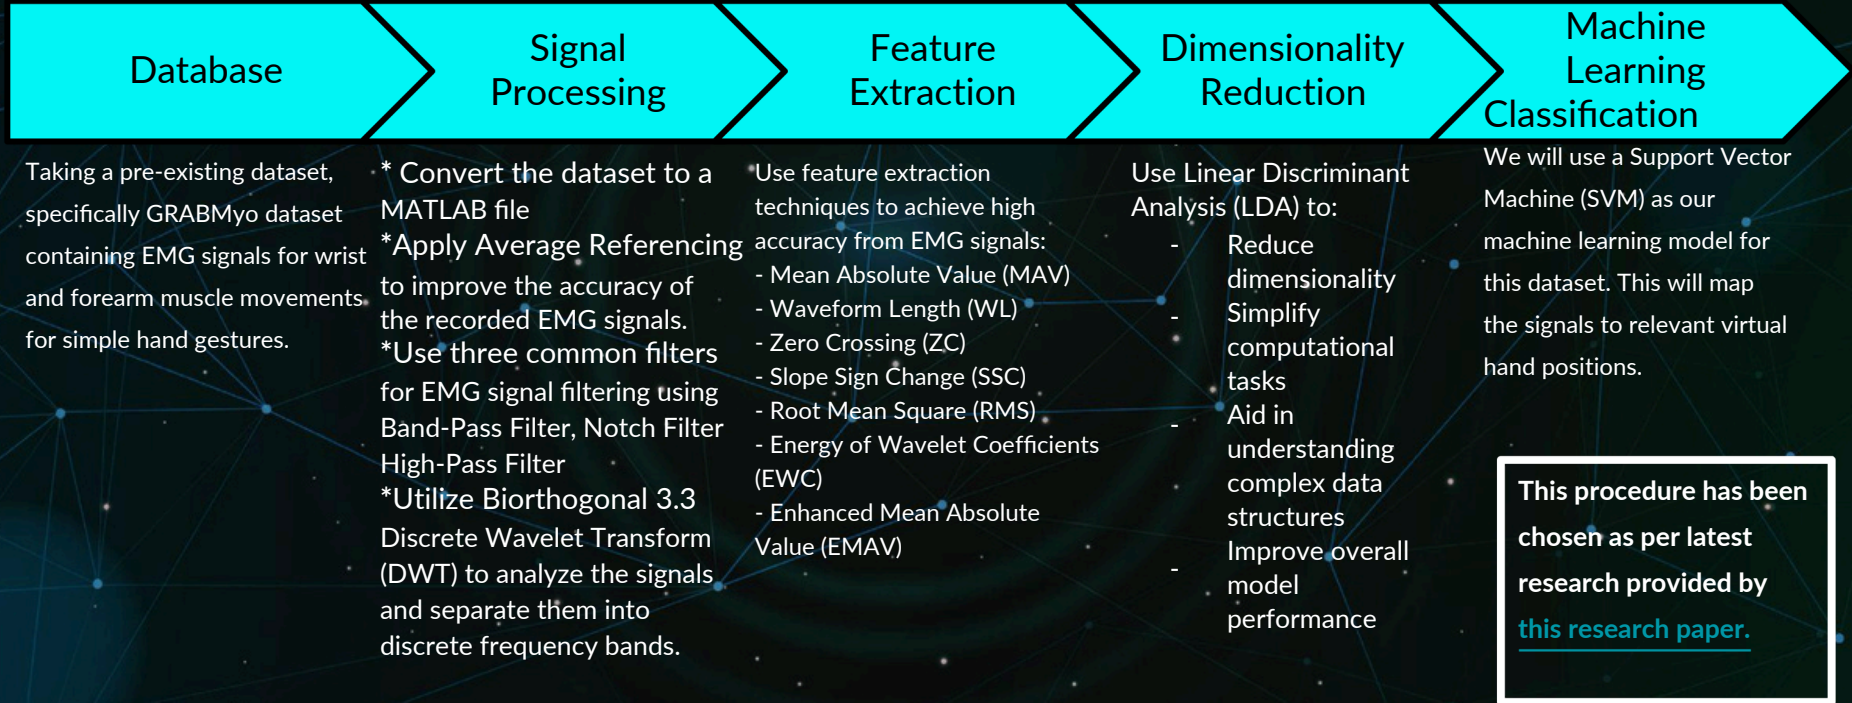 Database
Signal
Processing
Feature
Extraction
Dimensionality
Reduction
Machine
Learning
Classification
Taking a pre-existing dataset,
specifically GRABMyo dataset
containing EMG signals for wrist
and forearm muscle movements
for simple hand gestures.
* Convert the dataset to a
MATLAB file
*Apply Average Referencing
to improve the accuracy of
the recorded EMG signals.
*Use three common filters
for EMG signal filtering using
Band-Pass Filter, Notch Filter
High-Pass Filter
*Utilize Biorthogonal 3.3
Discrete Wavelet Transform
(DWT) to analyze the signals
and separate them into
discrete frequency bands.
Use feature extraction
techniques to achieve high
accuracy from EMG signals:
- Mean Absolute Value (MAV)
- Waveform Length (WL)
- Zero Crossing (ZC)
- Slope Sign Change (SSC)
- Root Mean Square (RMS)
- Energy of Wavelet Coefficients
(EWC)
- Enhanced Mean Absolute
Value (EMAV)
Use Linear Discriminant
Analysis (LDA) to:
- Reduce
dimensionality
- Simplify
computational
tasks
- Aid in
understanding
complex data
structures
- Improve overall
model
performance
We will use a Support Vector
Machine (SVM) as our
machine learning model for
this dataset. This will map
the signals to relevant virtual
hand positions.
This procedure has been
chosen as per latest
research provided by
this research paper.